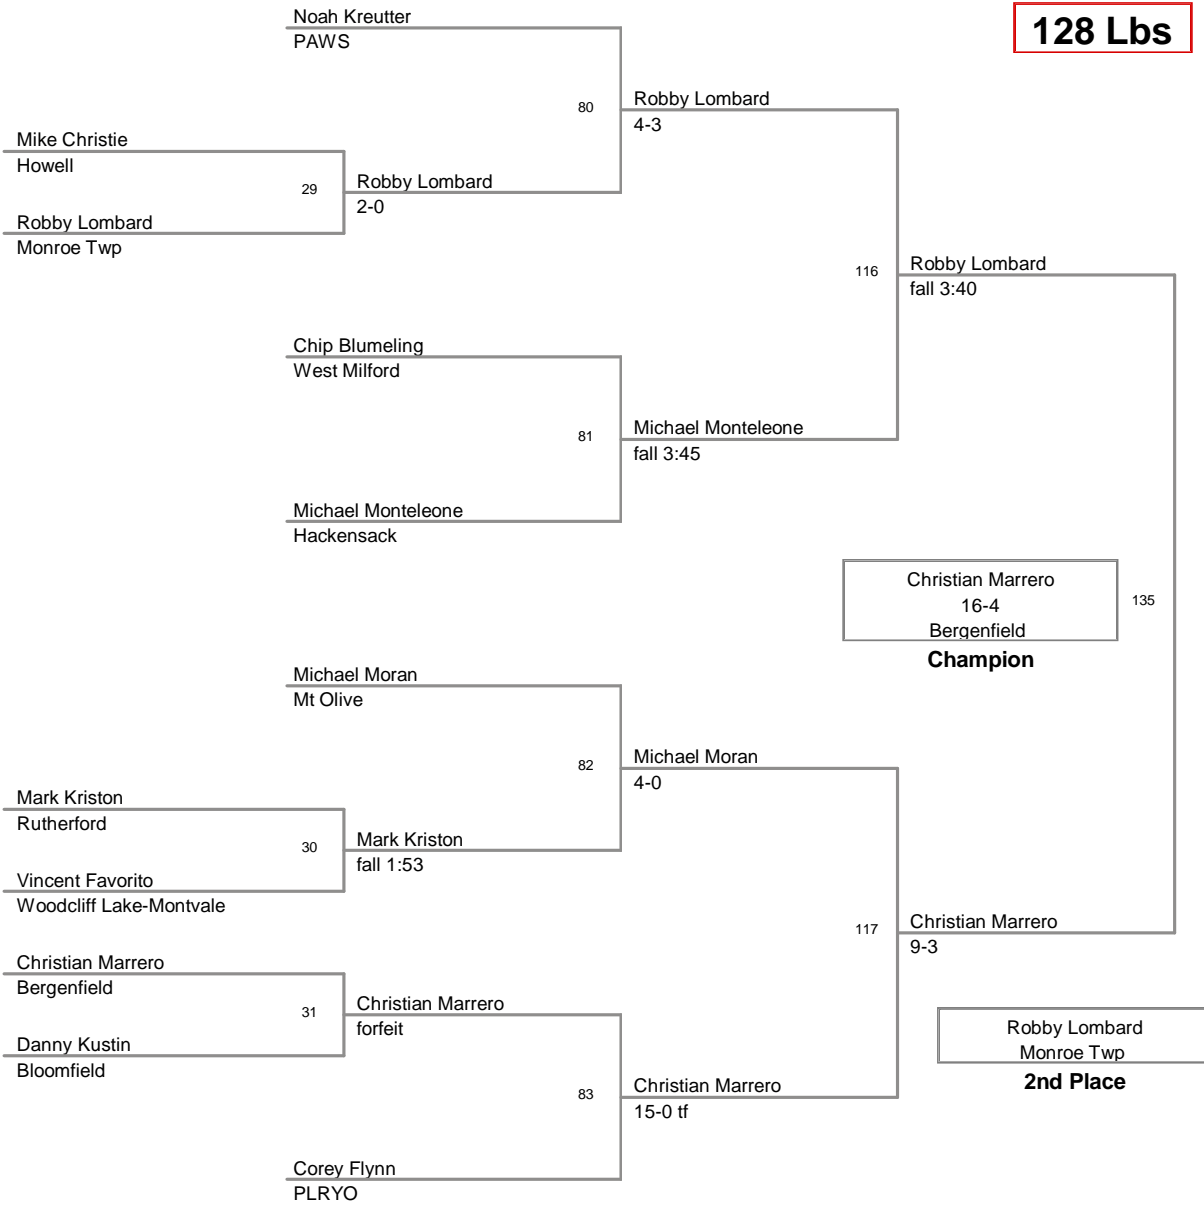 Noah Kreutter
PAWS
128 Lbs
80
Robby Lombard
4-3
Mike Christie
Howell
29
Robby Lombard
2-0
Robby Lombard
Monroe Twp
116
Robby Lombard
fall 3:40
Chip Blumeling
West Milford
81
Michael Monteleone
fall 3:45
Michael Monteleone
Hackensack
Christian Marrero
16-4
Bergenfield
Champion
135
Michael Moran
Mt Olive
82
Michael Moran
4-0
Mark Kriston
Rutherford
30
Mark Kriston
fall 1:53
Vincent Favorito
Woodcliff Lake-Montvale
117
Christian Marrero
9-3
Christian Marrero
Bergenfield
31
Christian Marrero
forfeit
Danny Kustin
Bloomfield
Robby Lombard
Monroe Twp
2nd Place
83
Christian Marrero
15-0 tf
Corey Flynn
PLRYO